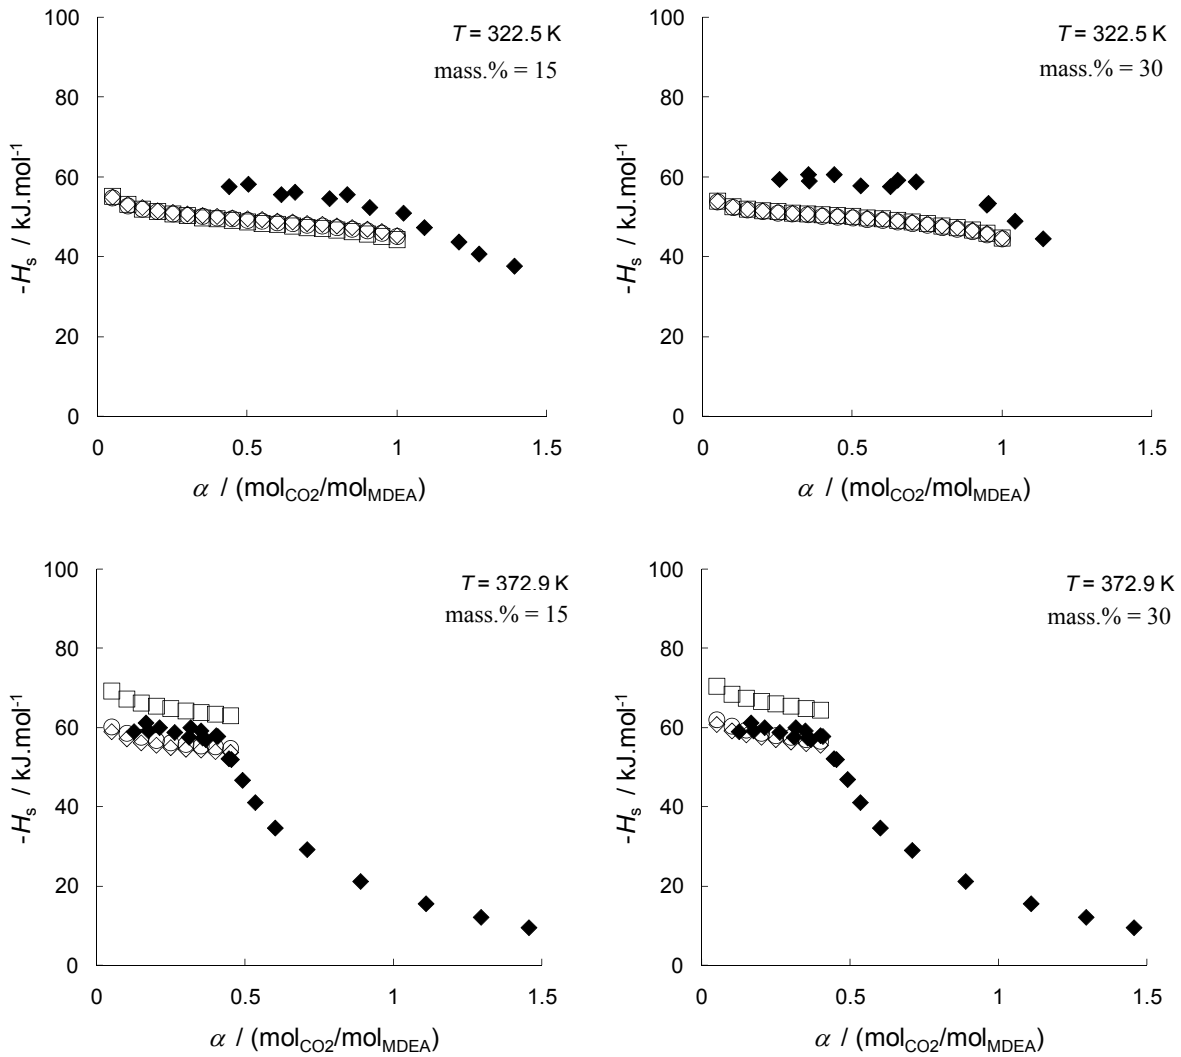 100
80
60
40
20
0
0
0.5
1
1.5
-Hs / kJ.mol-1
α / (molCO2/molMDEA)
T = 322.5 K
mass.% = 15
100
80
60
40
20
0
0
0.5
1
1.5
-Hs / kJ.mol-1
α / (molCO2/molMDEA)
T = 322.5 K
mass.% = 30
100
80
60
40
20
0
0
0.5
1
1.5
-Hs / kJ.mol-1
α / (molCO2/molMDEA)
T = 372.9 K
mass.% = 15
100
80
60
40
20
0
0
0.5
1
1.5
-Hs / kJ.mol-1
α / (molCO2/molMDEA)
T = 372.9 K
mass.% = 30